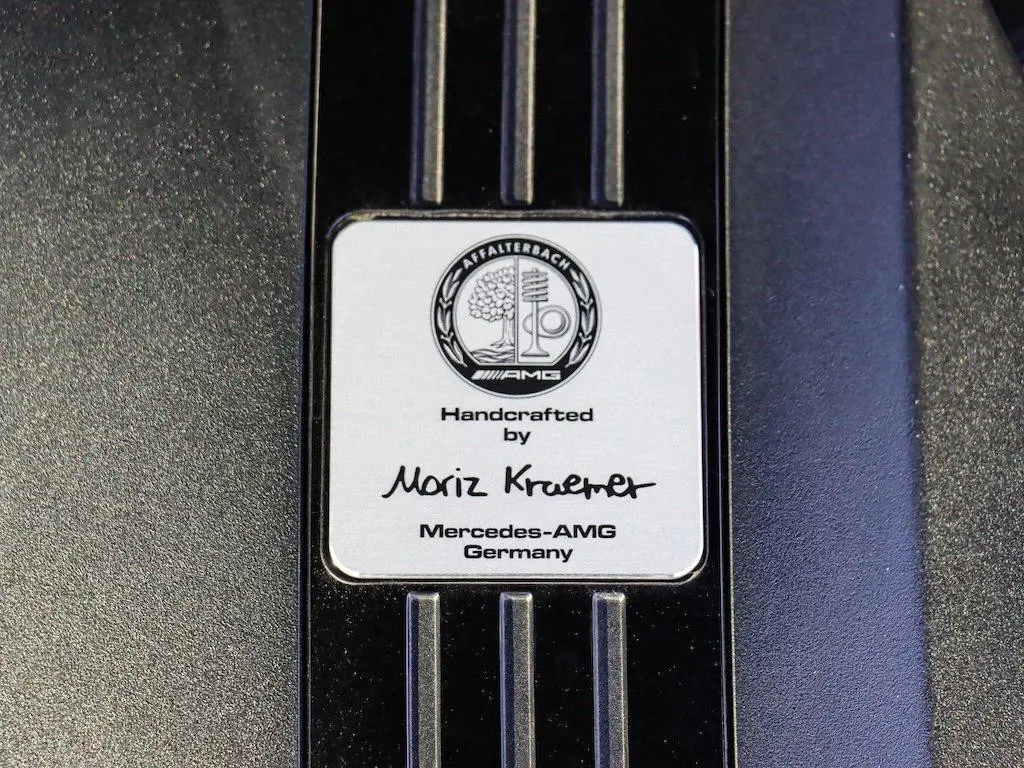 AFFALTERBACH
AMG
Handcrafted
by
Moriz Kraemer
Mercedes-AMG
Germany